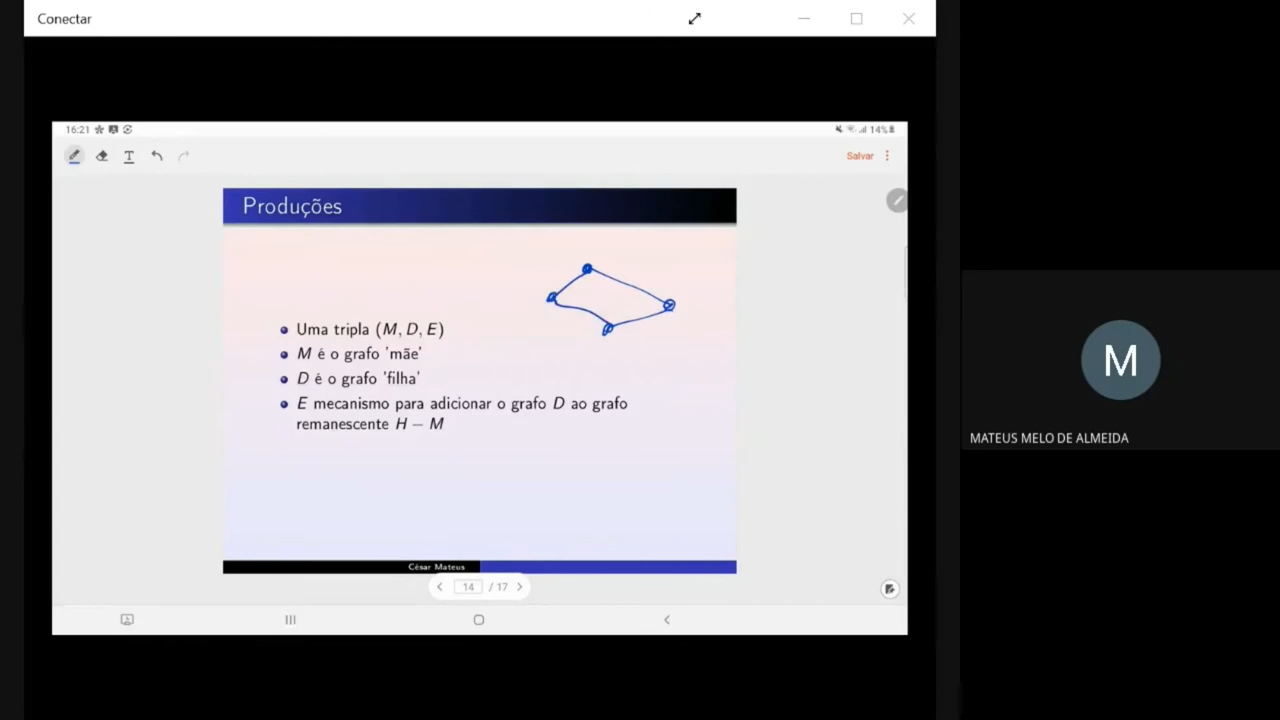 Conectar
16:21
14%
Salvar
Produções
Uma tripla (M, D, E)
M é o grafo 'mãe'
D é o grafo 'filha'
E mecanismo para adicionar o grafo D ao grafo
remanescente H − M
César Mateus
14 / 17
M
MATEUS MELO DE ALMEIDA